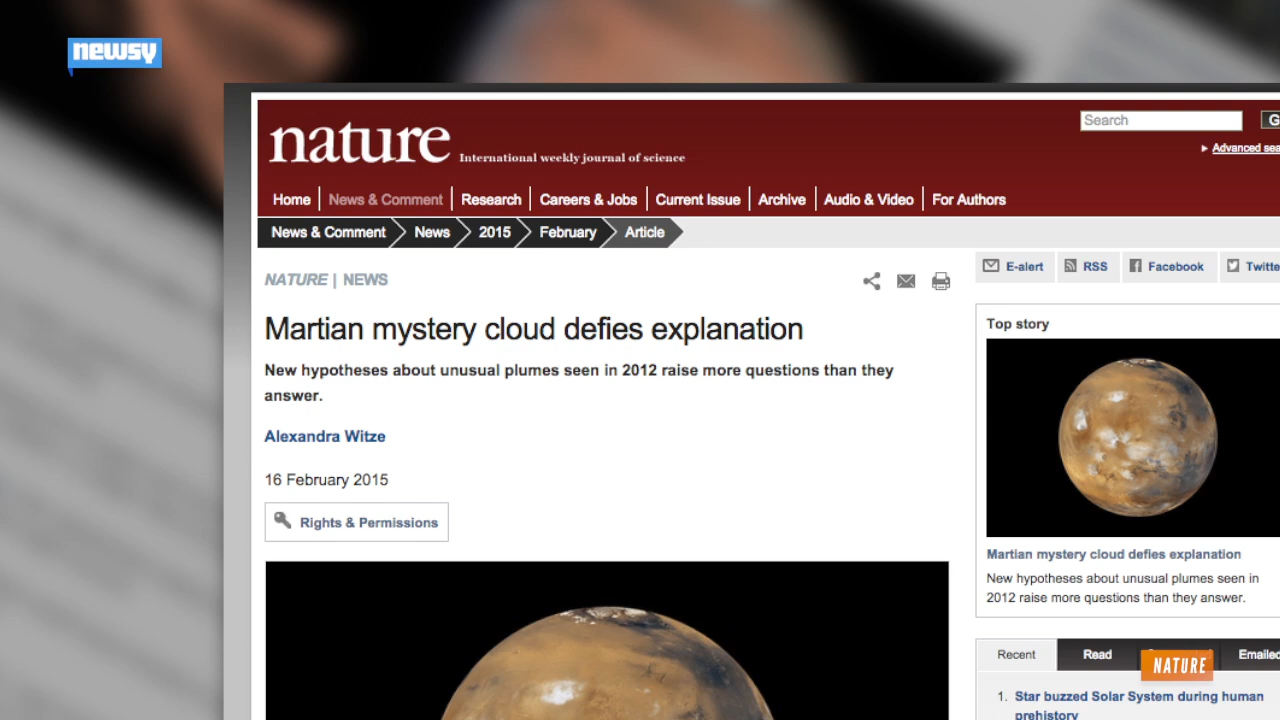 newsy
nature International weekly journal of science
Search
Advanced
Home News & Comment Research Careers & Jobs Current Issue Archive Audio & Video For Authors
News & Comment News 2015 February Article
E-alert RSS Facebook
NATURE | NEWS
Martian mystery cloud defies explanation
New hypotheses about unusual plumes seen in 2012 raise more questions than they
answer.
Alexandra Witze
16 February 2015
Rights & Permissions
Top story
Martian mystery cloud defies explanation
New hypotheses about unusual plumes seen in
2012 raise more questions than they answer.
Recent Read Emailed
NATURE
1. Star buzzed Solar System during human
prehistory